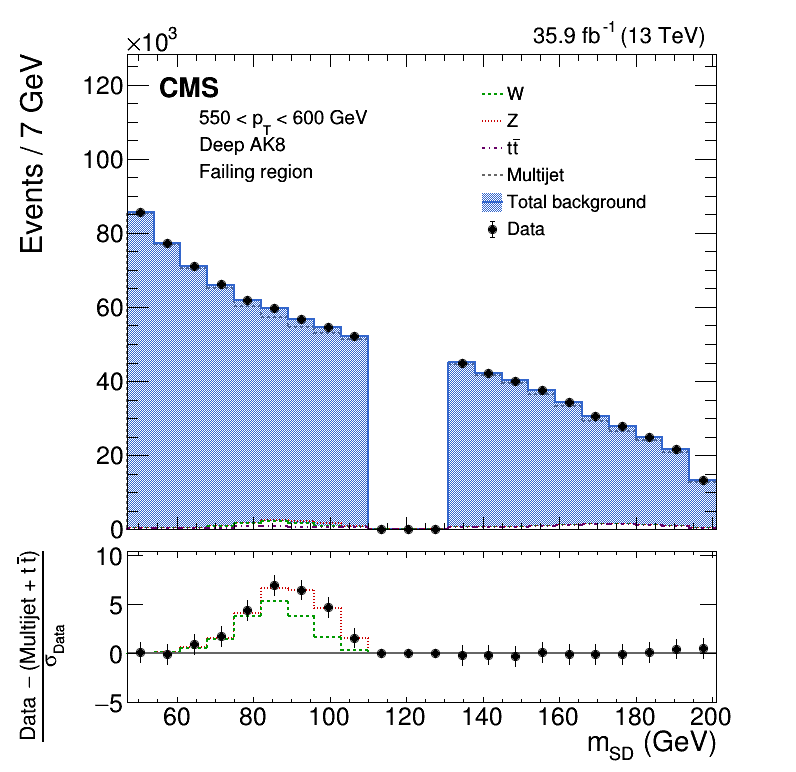 ×10³
35.9 fb⁻¹ (13 TeV)
CMS
550 < p_T < 600 GeV
Deep AK8
Failing region
W
Z
tt̄
Multijet
Total background
Data
Events / 7 GeV
120
100
80
60
40
20
0
Data − (Multijet + tt̄)
σ_Data
10
5
0
−5
60 80 100 120 140 160 180 200
m_SD (GeV)